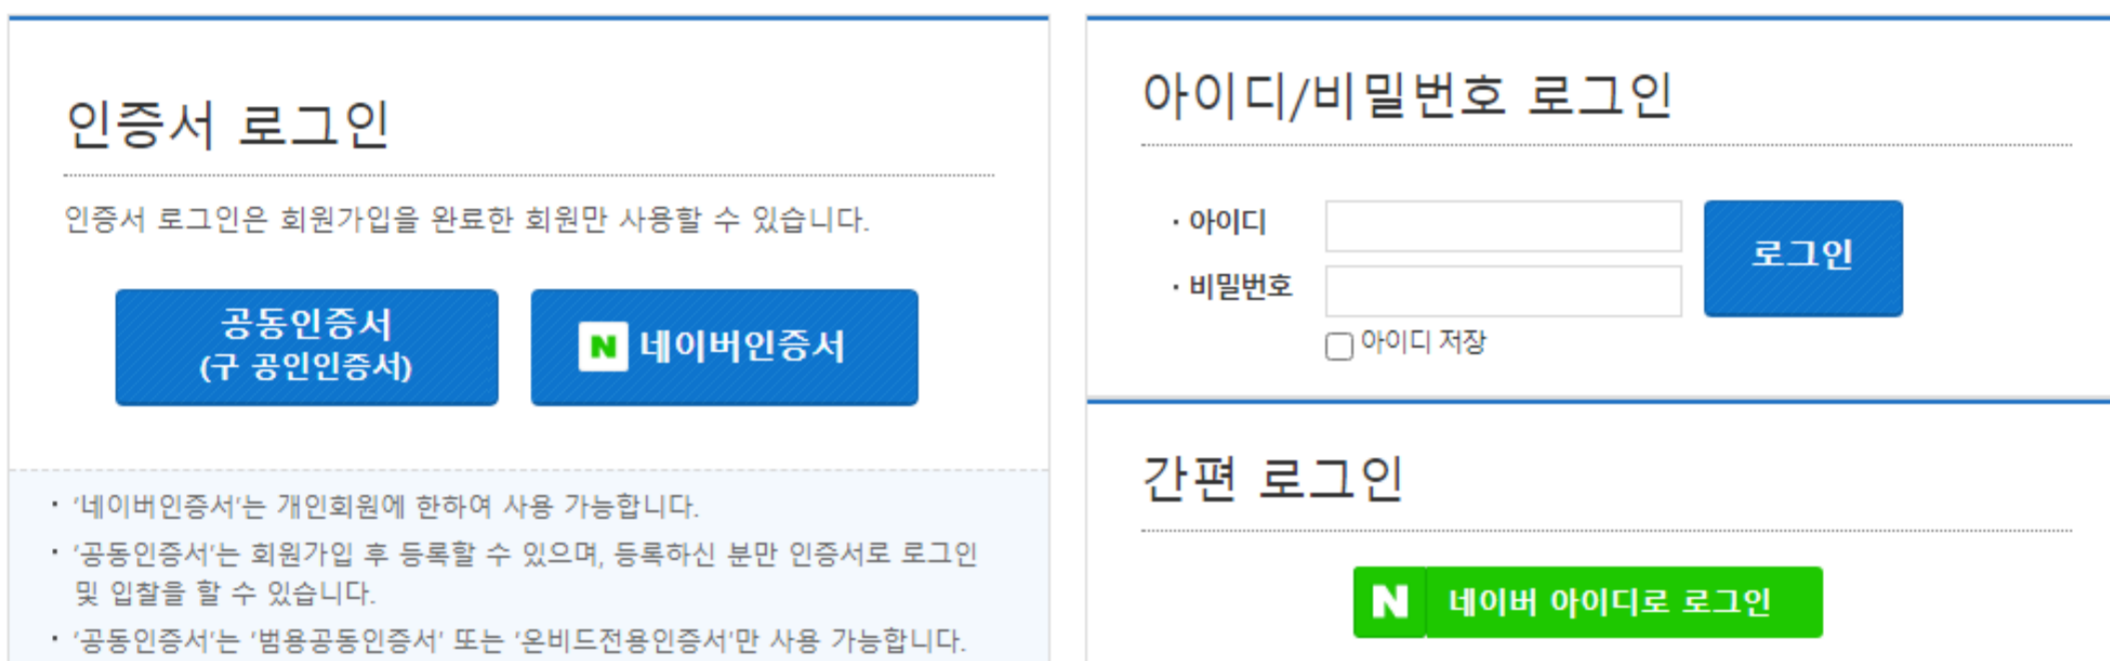 인증서 로그인
인증서 로그인은 회원가입을 완료한 회원만 사용할 수 있습니다.
공동인증서
(구 공인인증서)
N 네이버인증서
· '네이버인증서'는 개인회원에 한하여 사용 가능합니다.
· '공동인증서'는 회원가입 후 등록할 수 있으며, 등록하신 분만 인증서로 로그인
및 입찰을 할 수 있습니다.
· '공동인증서'는 '범용공동인증서' 또는 '온비드전용인증서'만 사용 가능합니다.
아이디/비밀번호 로그인
· 아이디
· 비밀번호
로그인
아이디 저장
간편 로그인
N 네이버 아이디로 로그인